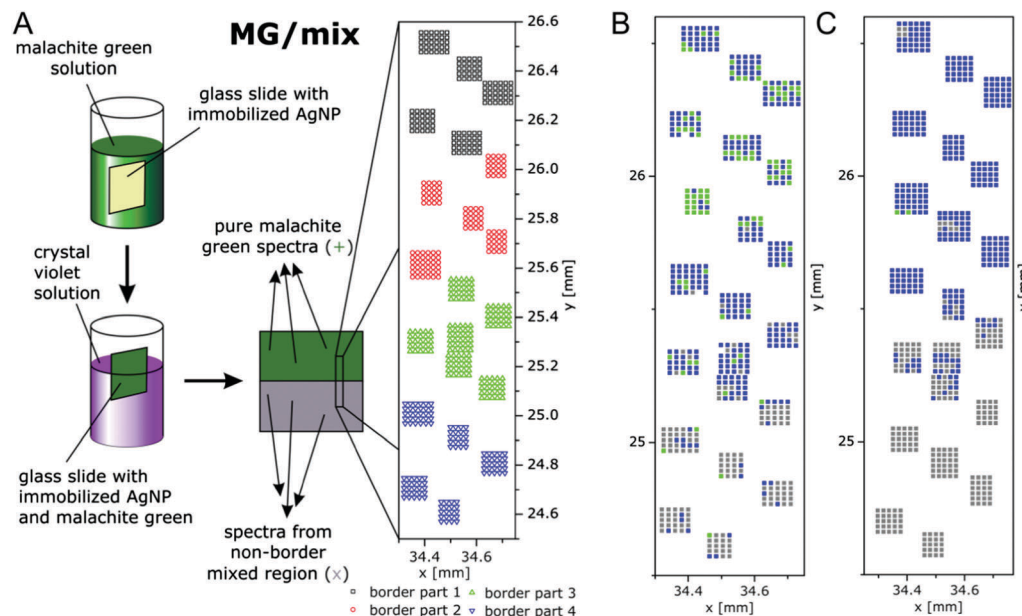 A
MG/mix
malachite green
solution
glass slide with
immobilized AgNP
crystal
violet
solution
glass slide with
immobilized AgNP
and malachite green
pure malachite
green spectra (+)
spectra from
non-border
mixed region (x)
26.6
26.4
26.2
26.0
25.8
25.6
25.4
25.2
25.0
24.8
24.6
y [mm]
34.4 34.6
x [mm]
border part 1
border part 2
border part 3
border part 4
B
y [mm]
26
25
34.6
x [mm]
C
y [mm]
26
25
34.6
x [mm]